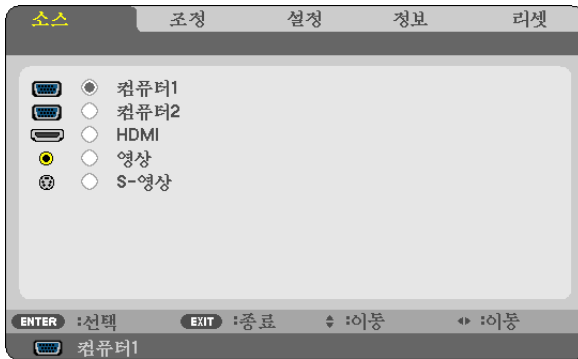 소스 조정 설정 정보 리셋
컴퓨터1
컴퓨터2
HDMI
영상
S-영상
ENTER :선택 EXIT :종료 :이동 :이동
컴퓨터1